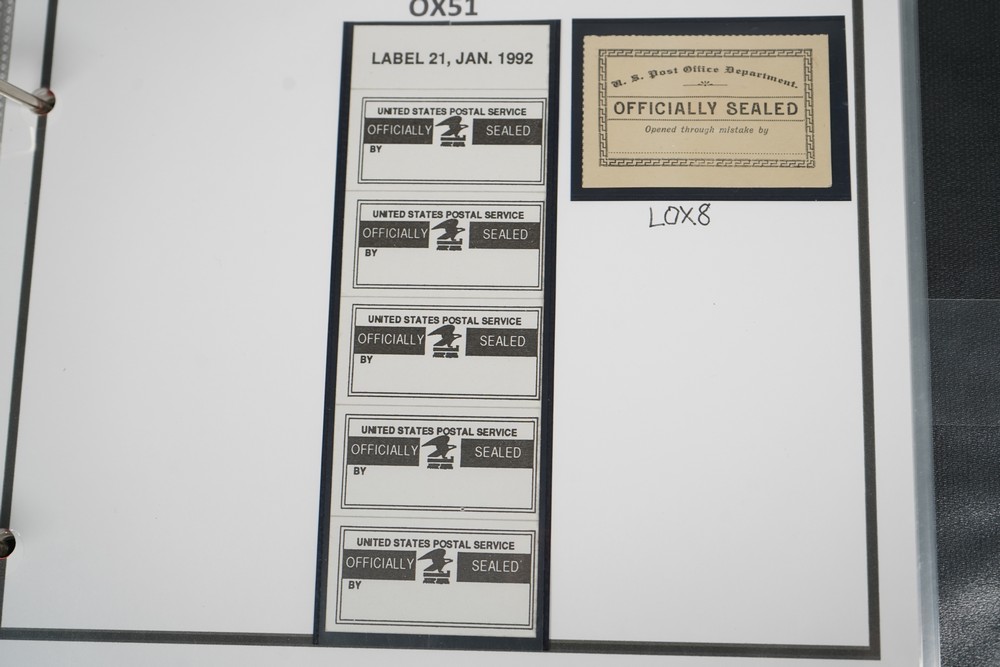 OX51
LABEL 21, JAN. 1992
UNITED STATES POSTAL SERVICE
OFFICIALLY SEALED
BY
UNITED STATES POSTAL SERVICE
OFFICIALLY SEALED
BY
UNITED STATES POSTAL SERVICE
OFFICIALLY SEALED
BY
UNITED STATES POSTAL SERVICE
OFFICIALLY SEALED
BY
UNITED STATES POSTAL SERVICE
OFFICIALLY SEALED
BY
U. S. Post Office Department.
OFFICIALLY SEALED
Opened through mistake by
LOX8